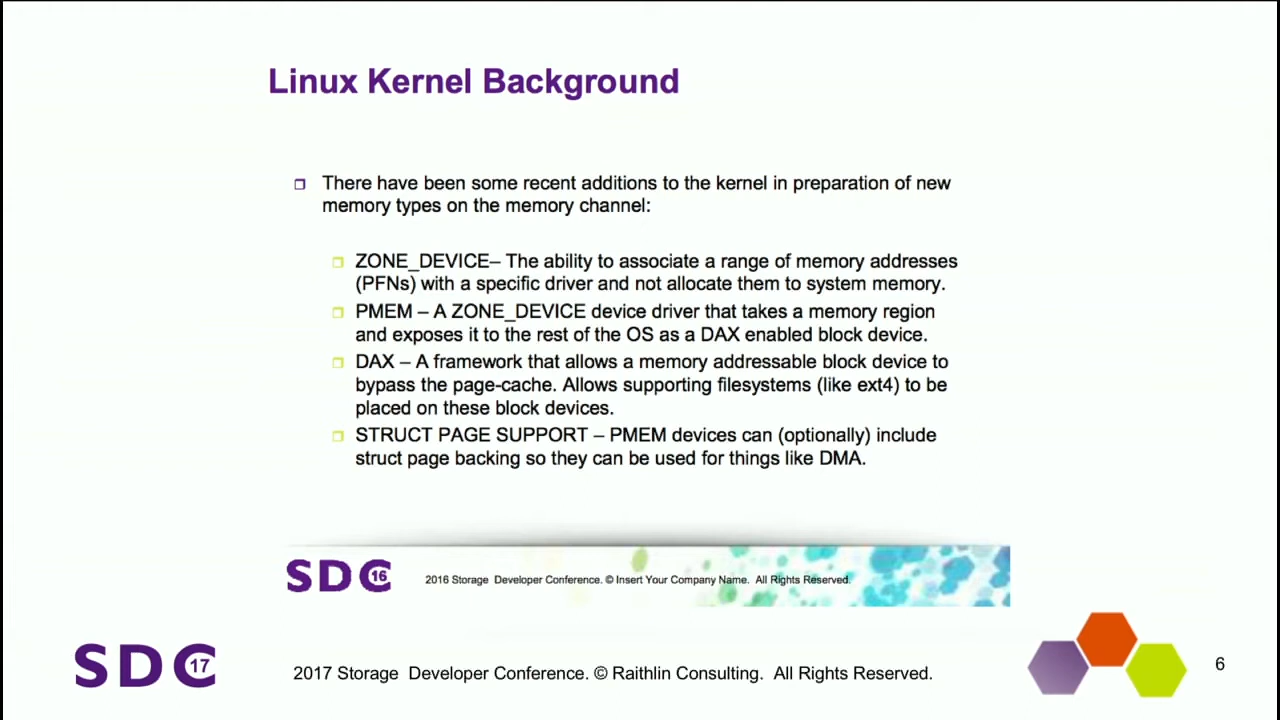 Linux Kernel Background
There have been some recent additions to the kernel in preparation of new
memory types on the memory channel:
ZONE_DEVICE– The ability to associate a range of memory addresses
(PFNs) with a specific driver and not allocate them to system memory.
PMEM – A ZONE_DEVICE device driver that takes a memory region
and exposes it to the rest of the OS as a DAX enabled block device.
DAX – A framework that allows a memory addressable block device to
bypass the page-cache. Allows supporting filesystems (like ext4) to be
placed on these block devices.
STRUCT PAGE SUPPORT – PMEM devices can (optionally) include
struct page backing so they can be used for things like DMA.
SDC 16
2016 Storage Developer Conference. © Insert Your Company Name. All Rights Reserved.
SDC 17
2017 Storage Developer Conference. © Raithlin Consulting. All Rights Reserved.
6